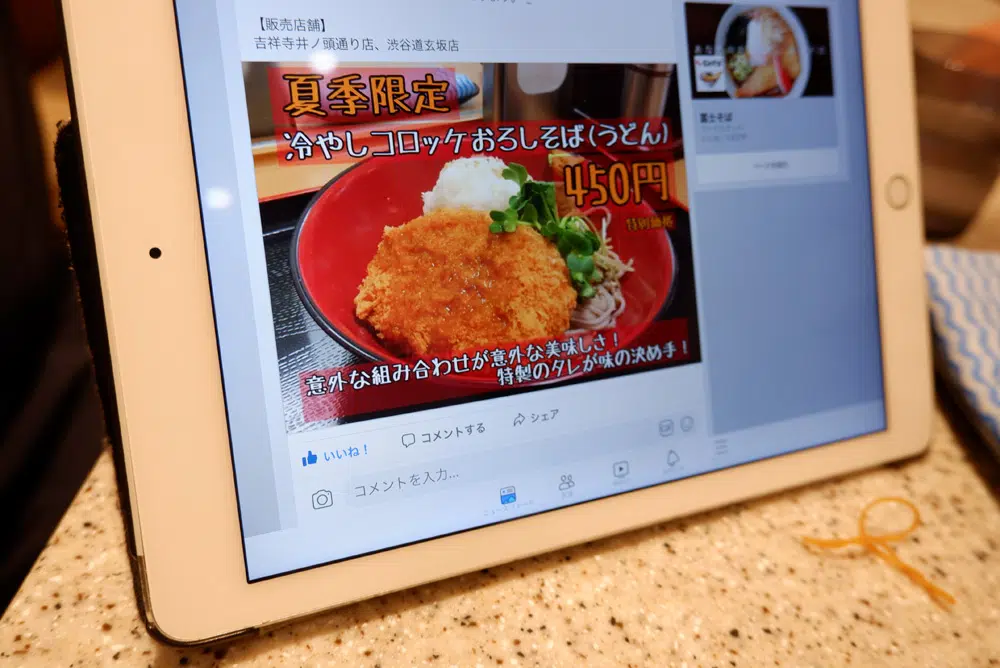 【販売店舗】
吉祥寺井ノ頭通り店、渋谷道玄坂店
夏季限定
冷やしコロッケおろしそば(うどん)
450円
特別価格
意外な組み合わせが意外な美味しさ!
特製のタレが味の決め手!
いいね!
コメントする
シェア
コメントを入力...
富士そば